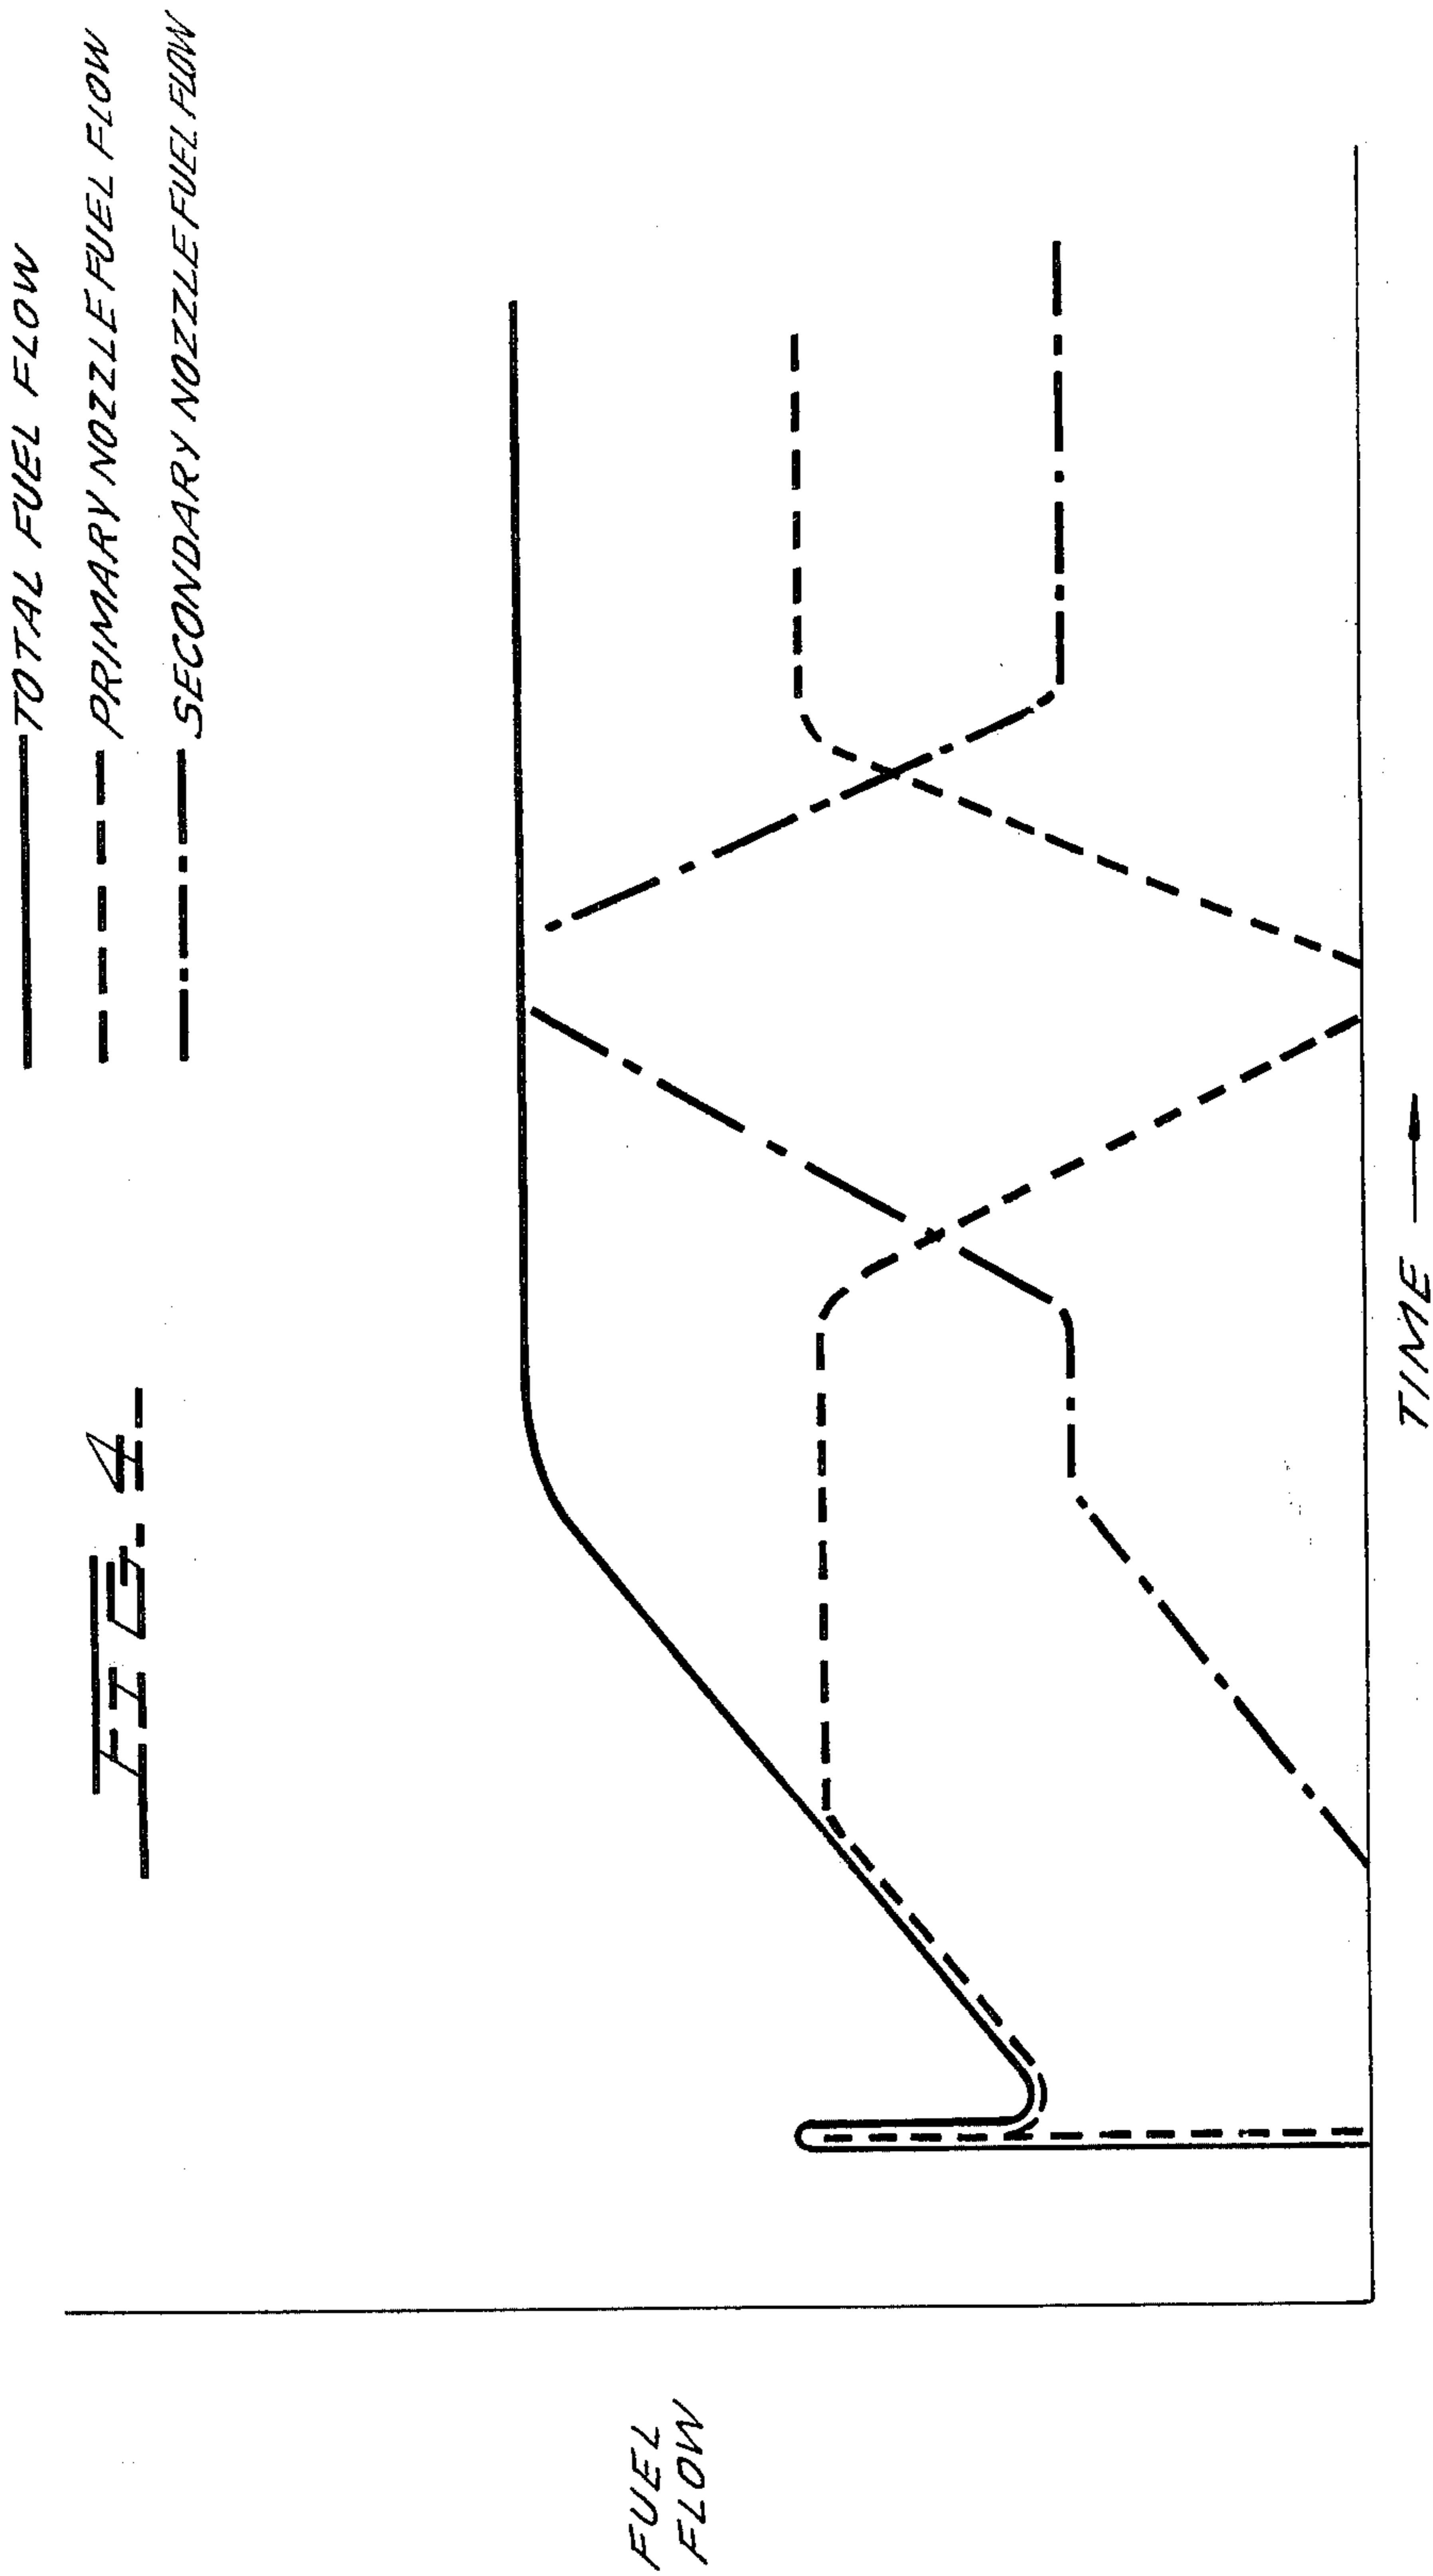 FIG. 4
TOTAL FUEL FLOW
PRIMARY NOZZLE FUEL FLOW
SECONDARY NOZZLE FUEL FLOW
FUEL
FLOW
TIME